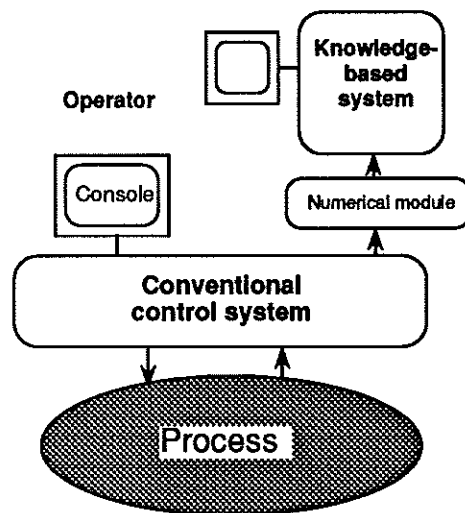 Knowledge-
based
system
Operator
Console
Numerical module
Conventional
control system
Process